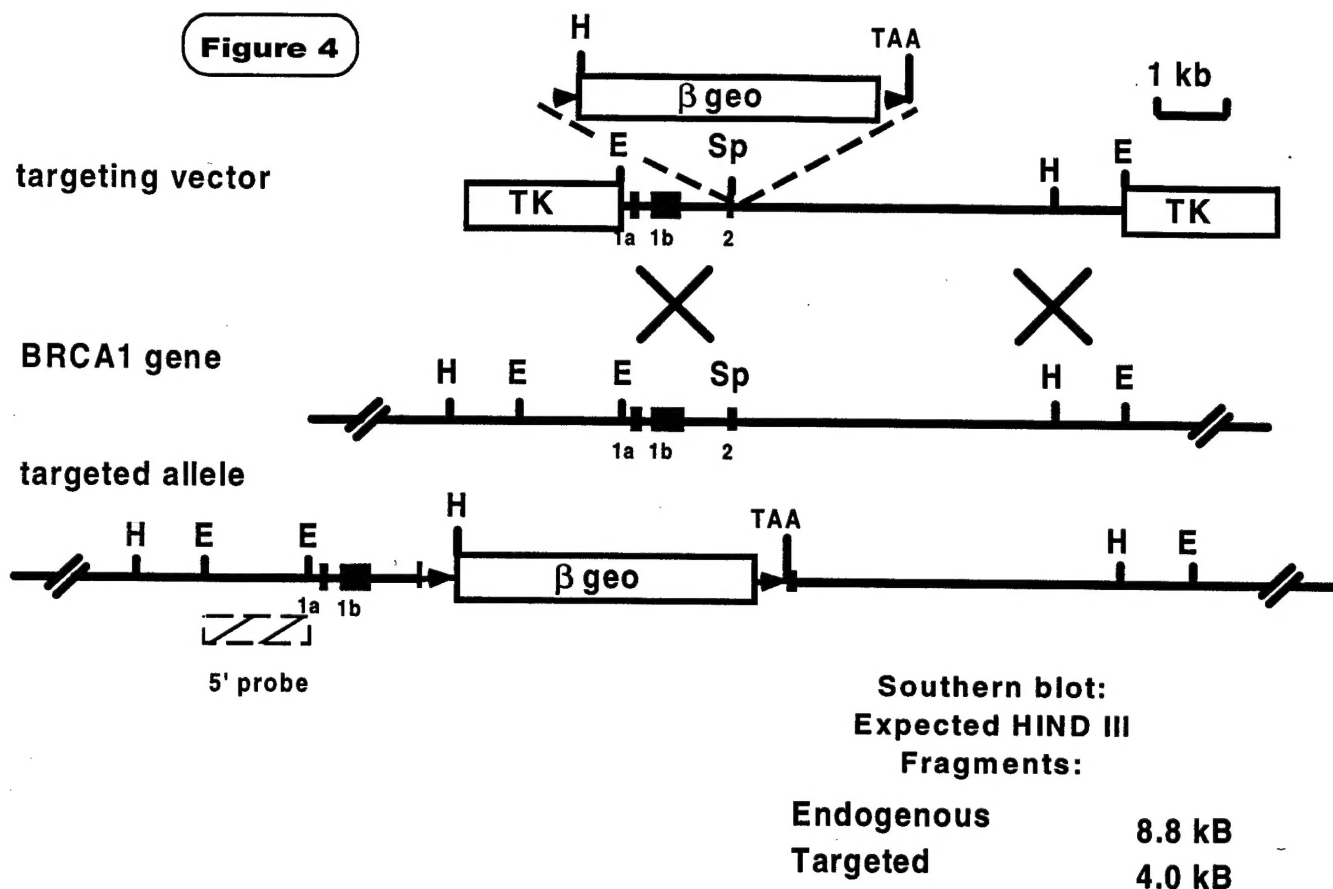 Figure 4
H
TAA
β geo
1 kb
E
Sp
H
E
targeting vector
TK
TK
1a
1b
2
BRCA1 gene
H
E
E
Sp
H
E
1a
1b
2
targeted allele
H
E
E
H
TAA
H
E
β geo
1a
1b
5' probe
Southern blot:
Expected HIND III
Fragments:
Endogenous 8.8 kB
Targeted 4.0 kB